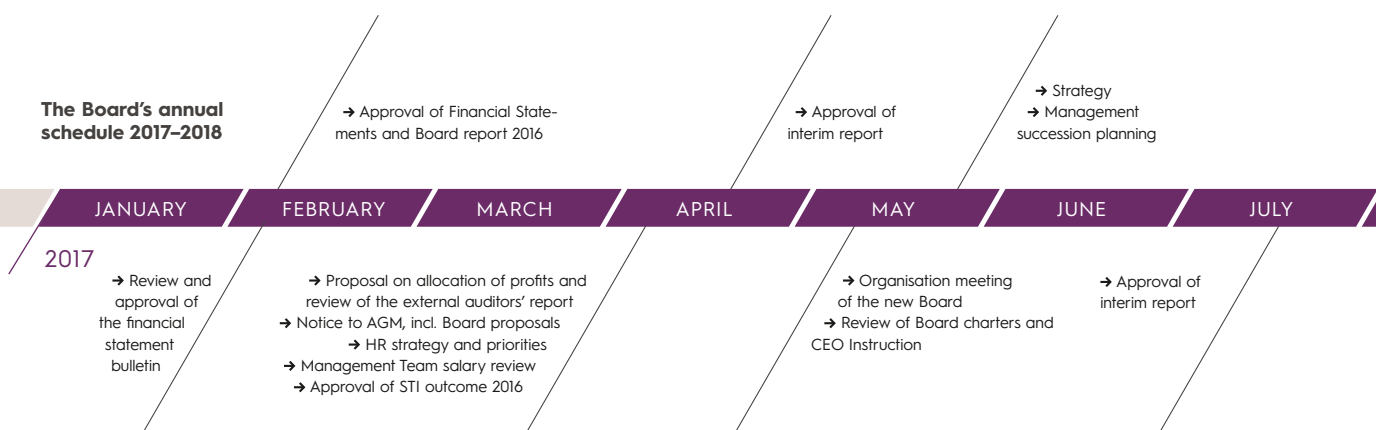 The Board's annual
schedule 2017–2018
→ Approval of Financial State-
ments and Board report 2016
→ Approval of
interim report
→ Strategy
→ Management
succession planning
JANUARY
FEBRUARY
MARCH
APRIL
MAY
JUNE
JULY
2017
→ Review and
approval of
the financial
statement
bulletin
→ Proposal on allocation of profits and
review of the external auditors' report
→ Notice to AGM, incl. Board proposals
→ HR strategy and priorities
→ Management Team salary review
→ Approval of STI outcome 2016
→ Organisation meeting
of the new Board
→ Review of Board charters and
CEO Instruction
→ Approval of
interim report